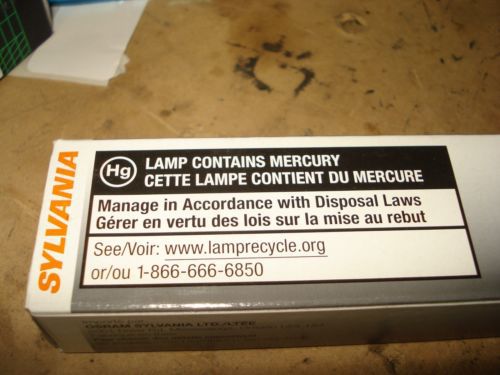 SYLVANIA
Hg
LAMP CONTAINS MERCURY
CETTE LAMPE CONTIENT DU MERCURE
Manage in Accordance with Disposal Laws
Gérer en vertu des lois sur la mise au rebut
See/Voir: www.lamprecycle.org
or/ou 1-866-666-6850
OSRAM SYLVANIA LTD./LTÉE